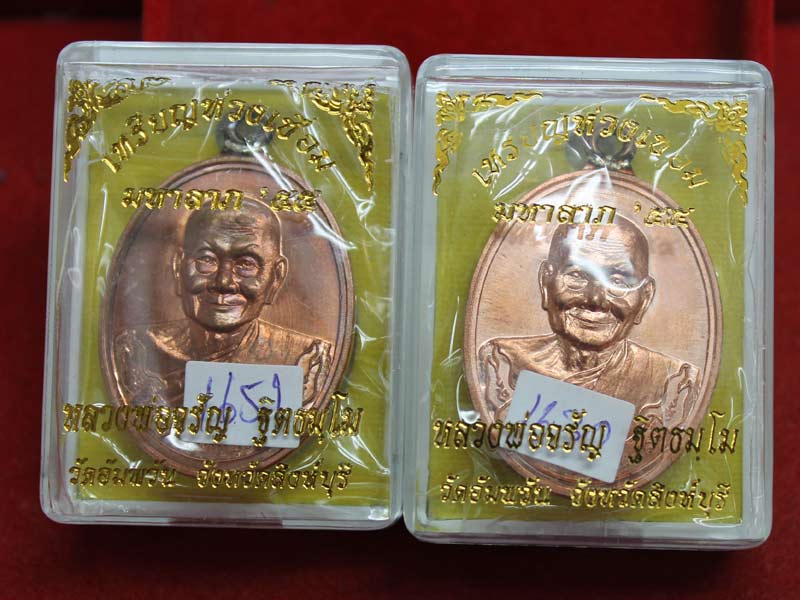 เหรียญห่วงเชื่อม
มหาลาภ '๕๔
หลวงพ่อจรัญ ฐิตธมฺโม
วัดอัมพวัน จังหวัดสิงห์บุรี
เหรียญห่วงเชื่อม
มหาลาภ '๕๔
หลวงพ่อจรัญ ฐิตธมฺโม
วัดอัมพวัน จังหวัดสิงห์บุรี